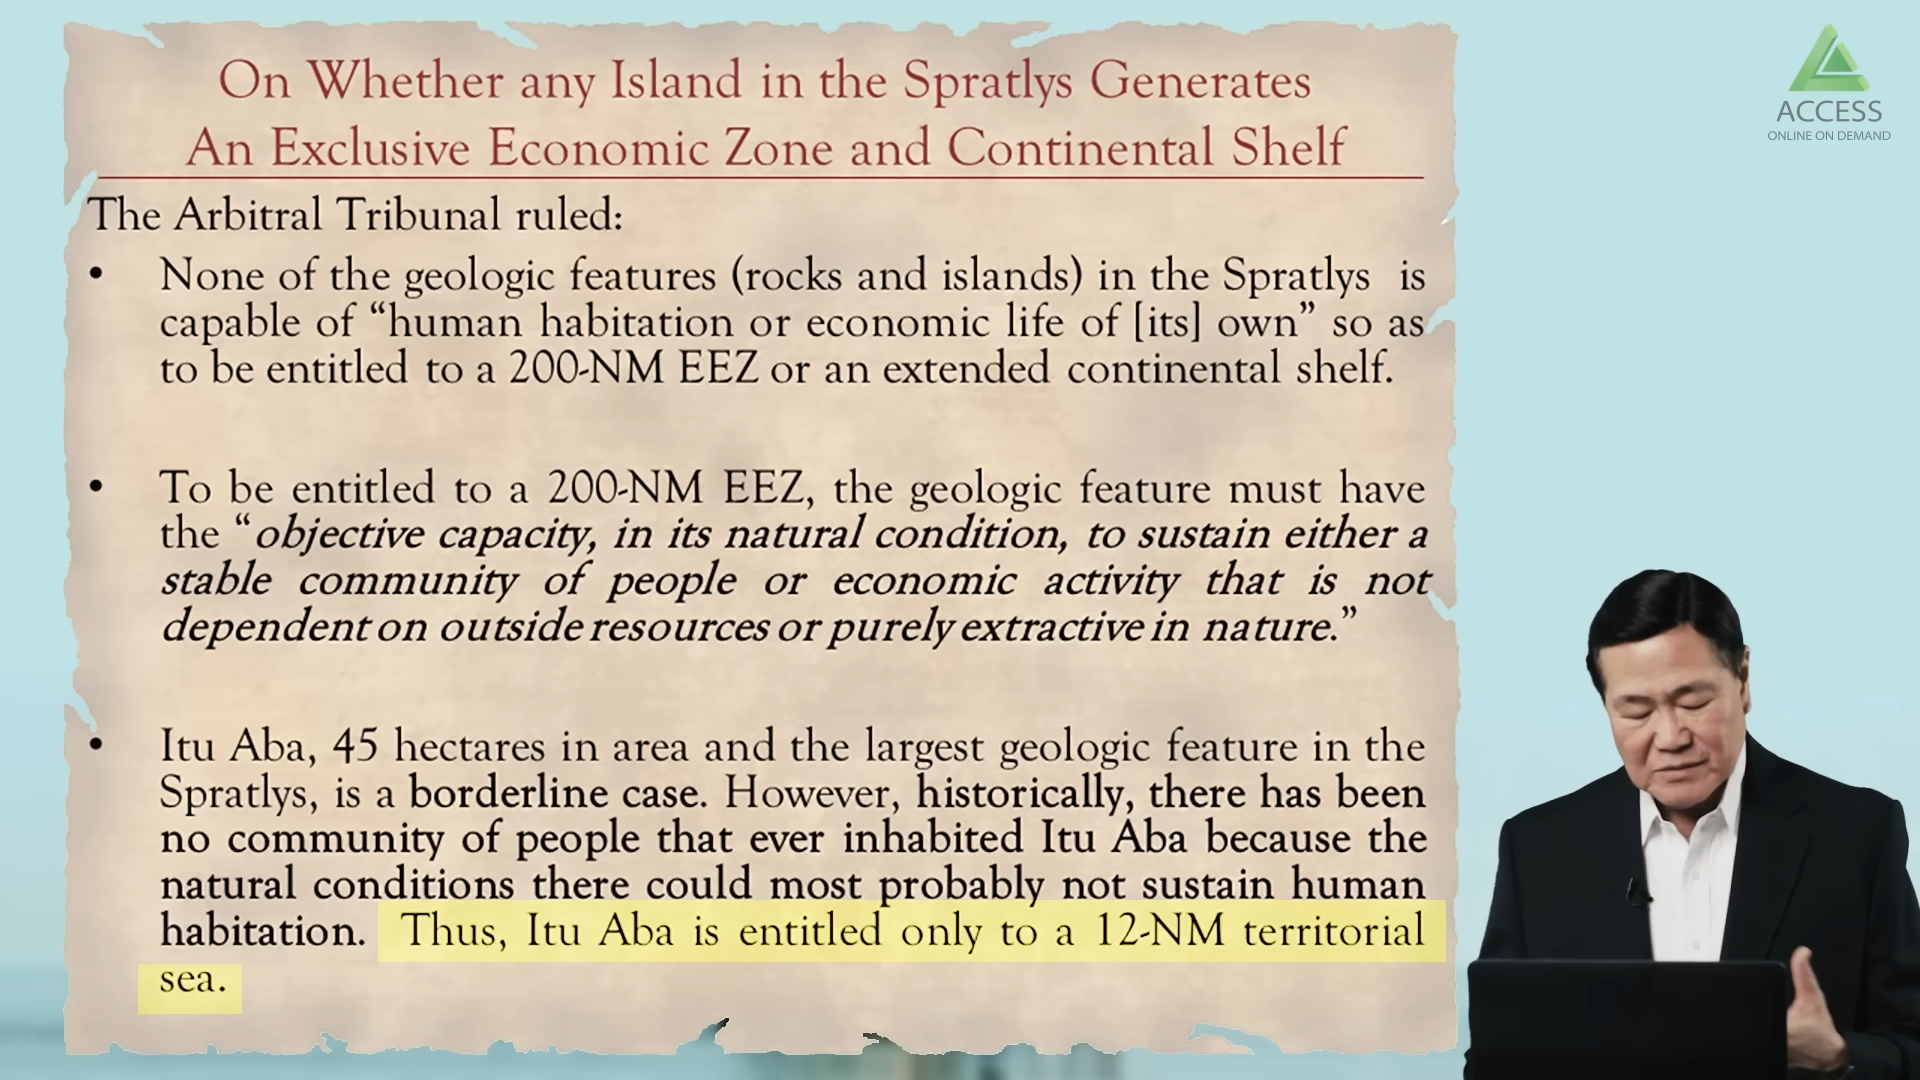 On Whether any Island in the Spratlys Generates
An Exclusive Economic Zone and Continental Shelf
The Arbitral Tribunal ruled:
• None of the geologic features (rocks and islands) in the Spratlys is
capable of “human habitation or economic life of [its] own” so as
to be entitled to a 200-NM EEZ or an extended continental shelf.
• To be entitled to a 200-NM EEZ, the geologic feature must have
the “objective capacity, in its natural condition, to sustain either a
stable community of people or economic activity that is not
dependent on outside resources or purely extractive in nature.”
• Itu Aba, 45 hectares in area and the largest geologic feature in the
Spratlys, is a borderline case. However, historically, there has been
no community of people that ever inhabited Itu Aba because the
natural conditions there could most probably not sustain human
habitation. Thus, Itu Aba is entitled only to a 12-NM territorial
sea.
ACCESS
ONLINE ON DEMAND